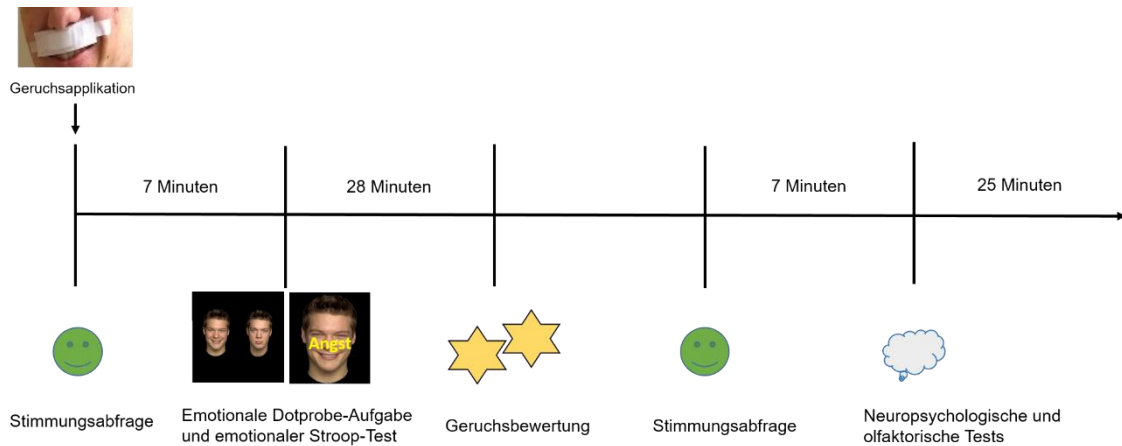 Geruchsapplikation
7 Minuten
28 Minuten
7 Minuten
25 Minuten
Angst
Stimmungsabfrage
Emotionale Dotprobe-Aufgabe
und emotionaler Stroop-Test
Geruchsbewertung
Stimmungsabfrage
Neuropsychologische und
olfaktorische Tests